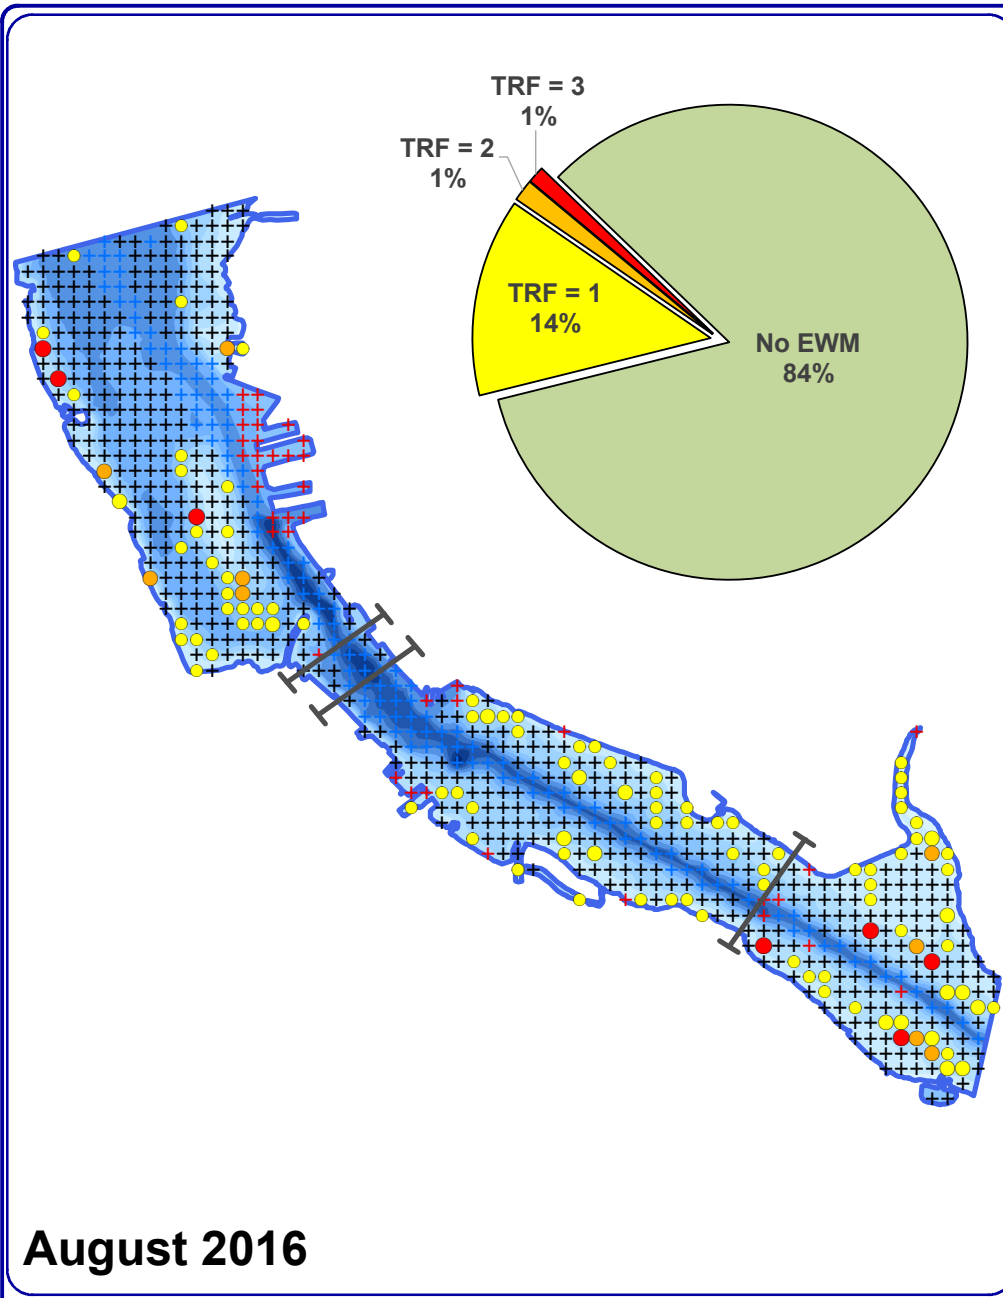 TRF = 3
1%
TRF = 2
1%
TRF = 1
14%
No EWM
84%
August 2016